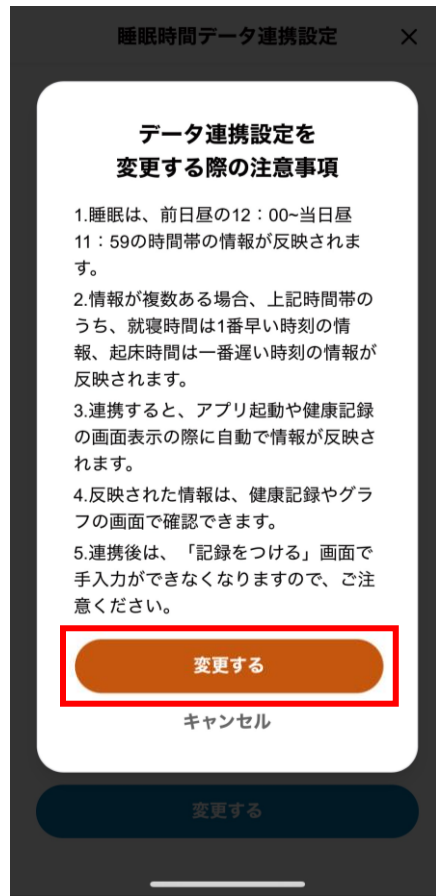 睡眠時間データ連携設定
×
データ連携設定を
変更する際の注意事項
1.睡眠は、前日昼の12：00~当日昼
11：59の時間帯の情報が反映されま
す。
2.情報が複数ある場合、上記時間帯の
うち、就寝時間は1番早い時刻の情
報、起床時間は一番遅い時刻の情報が
反映されます。
3.連携すると、アプリ起動や健康記録
の画面表示の際に自動で情報が反映さ
れます。
4.反映された情報は、健康記録やグラ
フの画面で確認できます。
5.連携後は、「記録をつける」画面で
手入力ができなくなりますので、ご注
意ください。
変更する
キャンセル
変更する